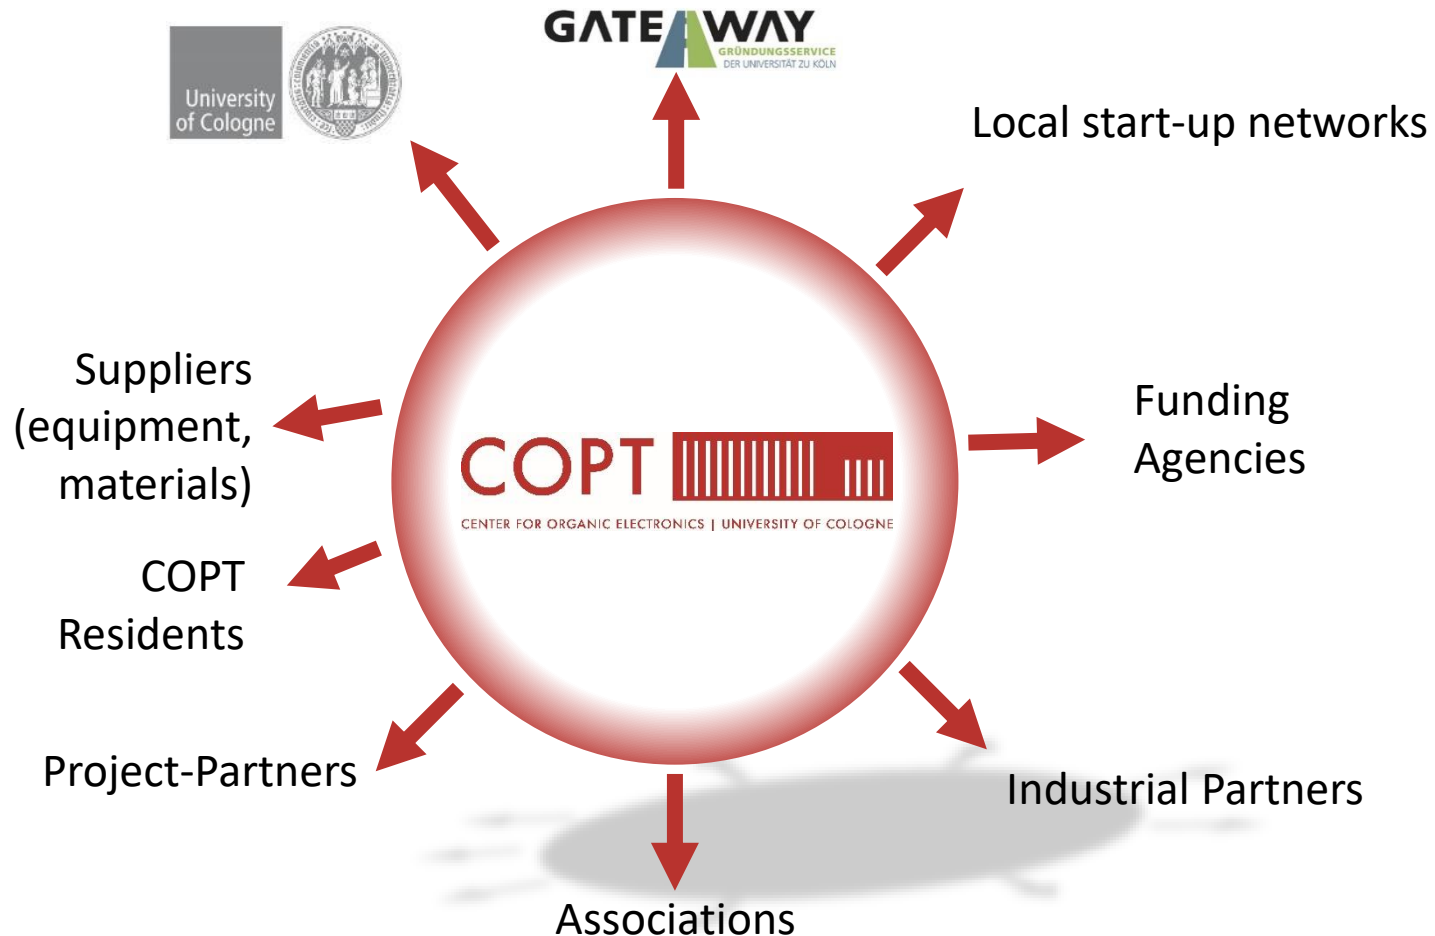 GATEWAY
GRÜNDUNGSSERVICE
DER UNIVERSITÄT ZU KÖLN
University
of Cologne
Local start-up networks
Suppliers
(equipment,
materials)
Funding
Agencies
COPT
CENTER FOR ORGANIC ELECTRONICS | UNIVERSITY OF COLOGNE
COPT
Residents
Project-Partners
Industrial Partners
Associations